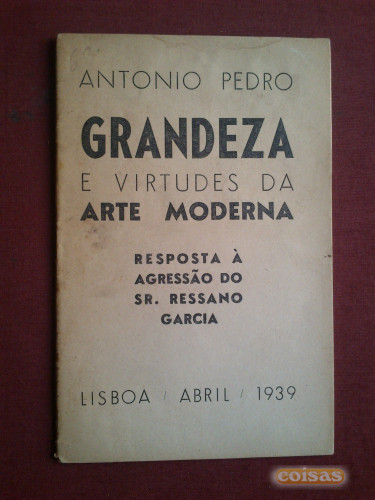 ANTONIO PEDRO
GRANDEZA
E VIRTUDES DA
ARTE MODERNA
RESPOSTA À
AGRESSÃO DO
SR. RESSANO
GARCIA
LISBOA / ABRIL / 1939
coisas